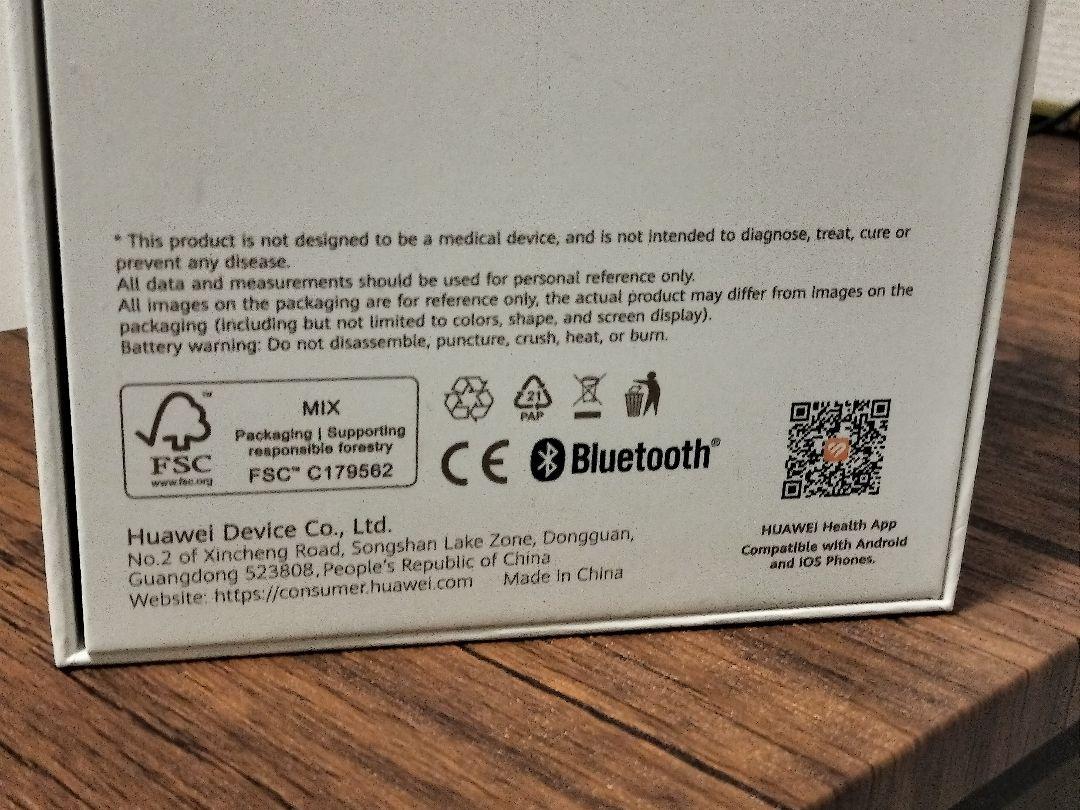 * This product is not designed to be a medical device, and is not intended to diagnose, treat, cure or
prevent any disease.
All data and measurements should be used for personal reference only.
All images on the packaging are for reference only, the actual product may differ from images on the
packaging (including but not limited to colors, shape, and screen display).
Battery warning: Do not disassemble, puncture, crush, heat, or burn.
FSC
www.fsc.org
MIX
Packaging | Supporting
responsible forestry
FSC™ C179562
21
PAP
CE
Bluetooth®
HUAWEI Health App
Compatible with Android
and iOS Phones.
Huawei Device Co., Ltd.
No.2 of Xincheng Road, Songshan Lake Zone, Dongguan,
Guangdong 523808, People's Republic of China
Website: https://consumer.huawei.com Made in China